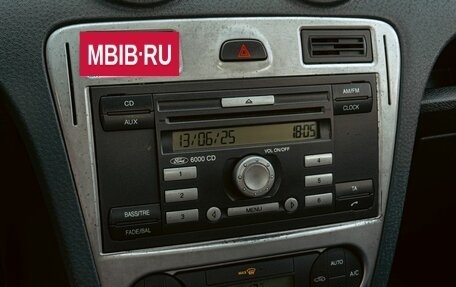 MBIB·RU
CD
AUX
AM/FM
CLOCK
13/06/25 18:05
Ford 6000 CD
VOL ON/OFF
1
2
3
4
5
6
BASS/TRE
FADE/BAL
MENU
TA
MAX
AUTO
A/C